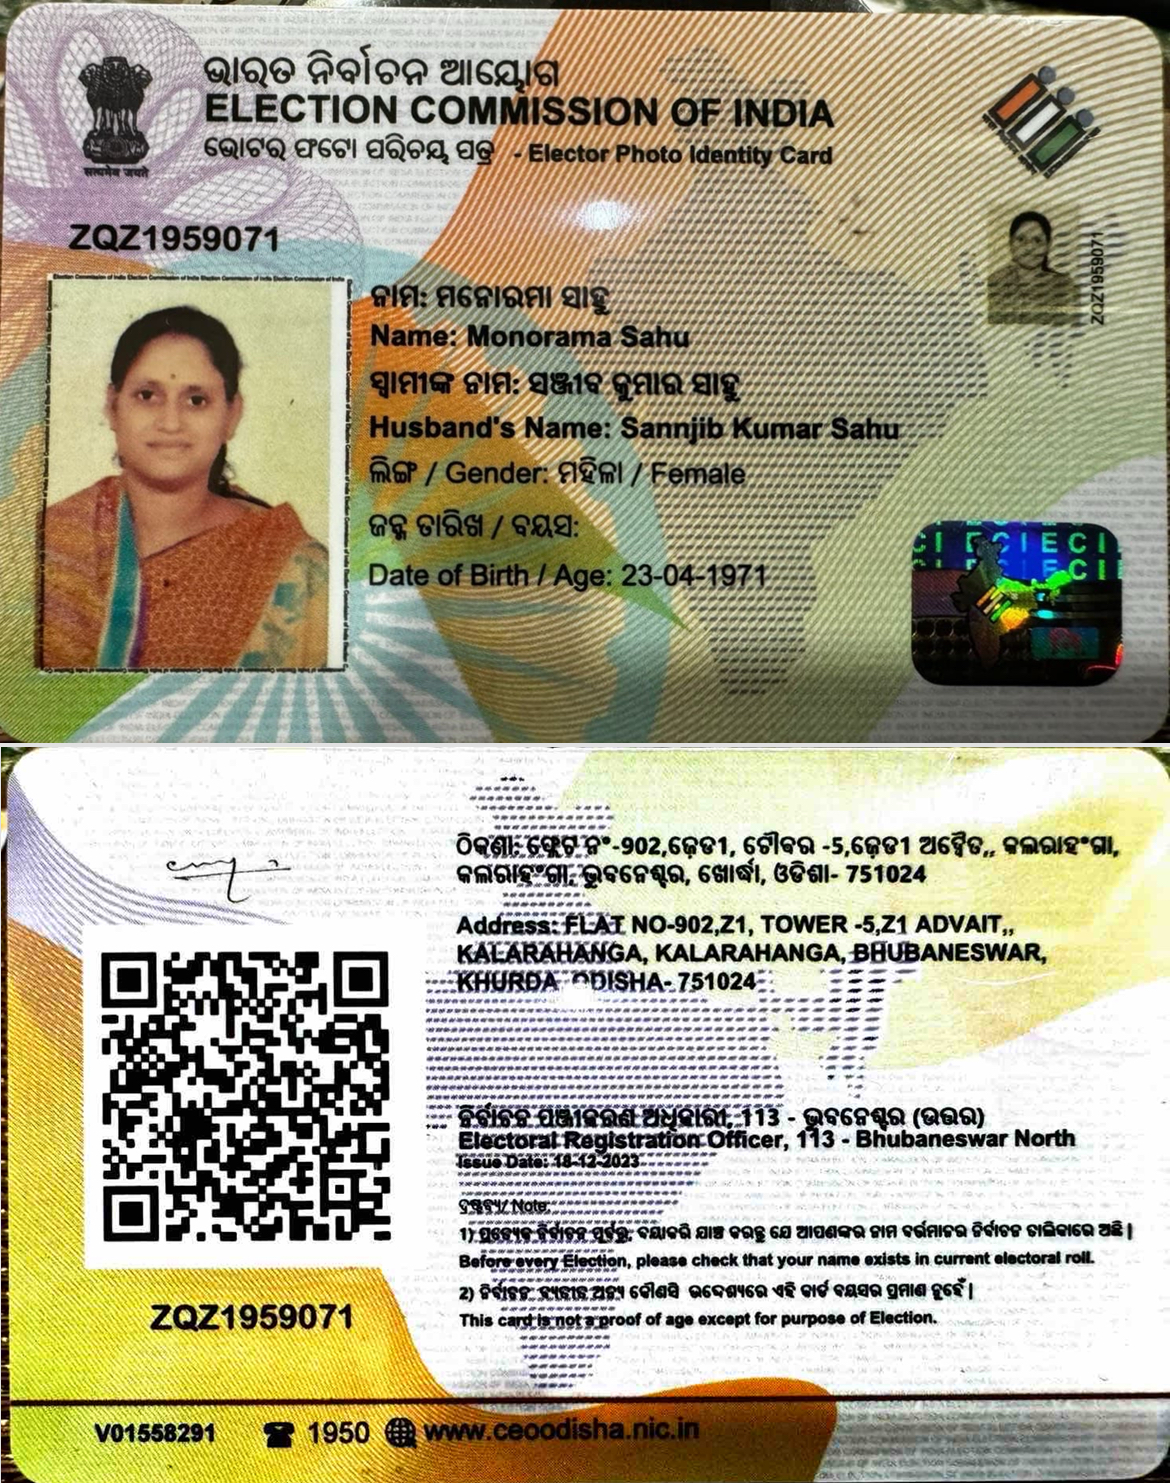 ଭାରତ ନିର୍ବାଚନ ଆୟୋଗ
ELECTION COMMISSION OF INDIA
ଭୋଟର ଫଟୋ ପରିଚୟ ପତ୍ର - Elector Photo Identity Card
सत्यमेव जयते
ZQZ1959071
ZQZ1959071
ନାମ: ମନୋରମା ସାହୁ
Name: Monorama Sahu
ସ୍ୱାମୀଙ୍କ ନାମ: ସଞ୍ଜୀବ କୁମାର ସାହୁ
Husband's Name: Sannjib Kumar Sahu
ଲିଙ୍ଗ / Gender: ମହିଳା / Female
ଜନ୍ମ ତାରିଖ / ବୟସ:
Date of Birth / Age: 23-04-1971
ଠିକଣା: ଫ୍ଲେଟ ନଂ-902,ଜ଼େଡ1, ଟୌବର -5,ଜ଼େଡ1 ଅଦ୍ୱୈତ,, କଲରାହଂଗା,
କଲରାହଂଗା, ଭୁବନେଶ୍ୱର, ଖୋର୍ଦ୍ଧା, ଓଡିଶା- 751024
Address: FLAT NO-902,Z1, TOWER -5,Z1 ADVAIT,,
KALARAHANGA, KALARAHANGA, BHUBANESWAR,
KHURDA, ODISHA- 751024
ନିର୍ବାଚନ ପଞ୍ଜୀକରଣ ଅଧିକାରୀ, 113 - ଭୁବନେଶ୍ୱର (ଉତ୍ତର)
Electoral Registration Officer, 113 - Bhubaneswar North
Issue Date: 18-12-2023
ଦ୍ରଷ୍ଟବ୍ୟ/ Note.
1) ପ୍ରତ୍ୟେକ ନିର୍ବାଚନ ପୂର୍ବରୁ, ଦୟାକରି ଯାଞ୍ଚ କରନ୍ତୁ ଯେ ଆପଣଙ୍କର ନାମ ବର୍ତ୍ତମାନର ନିର୍ବାଚନ ତାଲିକାରେ ଅଛି |
Before every Election, please check that your name exists in current electoral roll.
2) ନିର୍ବାଚନ ବ୍ୟତୀତ ଅନ୍ୟ କୌଣସି ଉଦ୍ଦେଶ୍ୟରେ ଏହି କାର୍ଡ ବୟସର ପ୍ରମାଣ ନୁହେଁ |
This card is not a proof of age except for purpose of Election.
ZQZ1959071
V01558291 1950 www.ceoodisha.nic.in